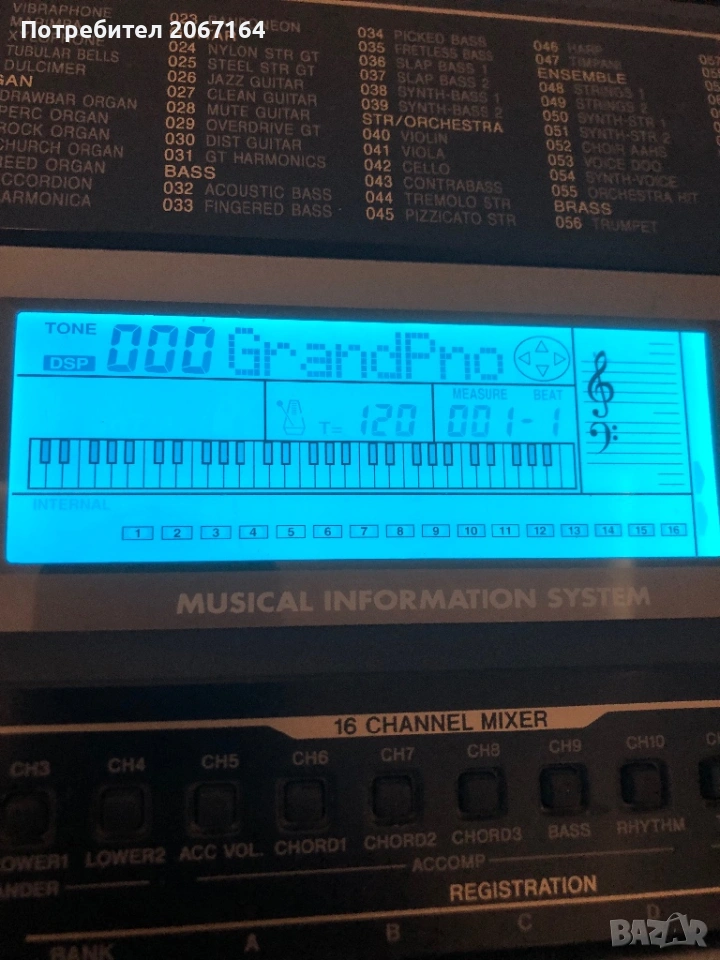 Потребител 2067164
VIBRAPHONE
TUBULAR BELLS
DULCIMER
DRAWBAR ORGAN
PERC ORGAN
ROCK ORGAN
CHURCH ORGAN
REED ORGAN
ACCORDION
HARMONICA
023
024 NYLON STR GT
025 STEEL STR GT
026 JAZZ GUITAR
027 CLEAN GUITAR
028 MUTE GUITAR
029 OVERDRIVE GT
030 DIST GUITAR
031 GT HARMONICS
BASS
032 ACOUSTIC BASS
033 FINGERED BASS
034 PICKED BASS
035 FRETLESS BASS
036 SLAP BASS 1
037 SLAP BASS 2
038 SYNTH-BASS 1
039 SYNTH-BASS 2
STR/ORCHESTRA
040 VIOLIN
041 VIOLA
042 CELLO
043 CONTRABASS
044 TREMOLO STR
045 PIZZICATO STR
046 HARP
047 TIMPANI
ENSEMBLE
048 STRINGS 1
049 STRINGS 2
050 SYNTH-STR 1
051 SYNTH-STR 2
052 CHOIR AAHS
053 VOICE DOO
054 SYNTH-VOICE
055 ORCHESTRA HIT
BRASS
056 TRUMPET
057
TONE 000 GrandPno
DSP
MEASURE BEAT
T= 120 001-1
INTERNAL
1 2 3 4 5 6 7 8 9 10 11 12 13 14 15 16
MUSICAL INFORMATION SYSTEM
16 CHANNEL MIXER
CH3 CH4 CH5 CH6 CH7 CH8 CH9 CH10
LOWER1 LOWER2 ACC VOL. CHORD1 CHORD2 CHORD3 BASS RHYTHM
ACCOMP
REGISTRATION
BANK A B C D
BAZAR